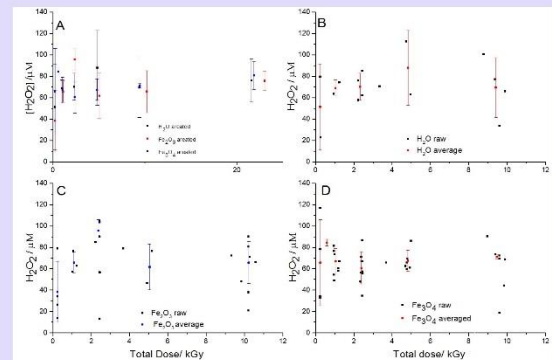 A
[H2O2]/ μM
140
120
100
80
60
40
20
0
0
20
H2O areated
Fe2O3 areated
Fe3O4 areated
B
H2O2/ μM
140
120
100
80
60
40
20
0
0
2
4
6
8
10
12
H2O raw
H2O average
C
H2O2/ μM
140
120
100
80
60
40
20
0
0
2
4
6
8
10
12
Fe2O3 raw
Fe2O3 average
Total Dose/ kGy
D
H2O2/ μM
140
120
100
80
60
40
20
0
0
2
4
6
8
10
12
Fe3O4 raw
Fe3O4 averaged
Total dose/ kGy